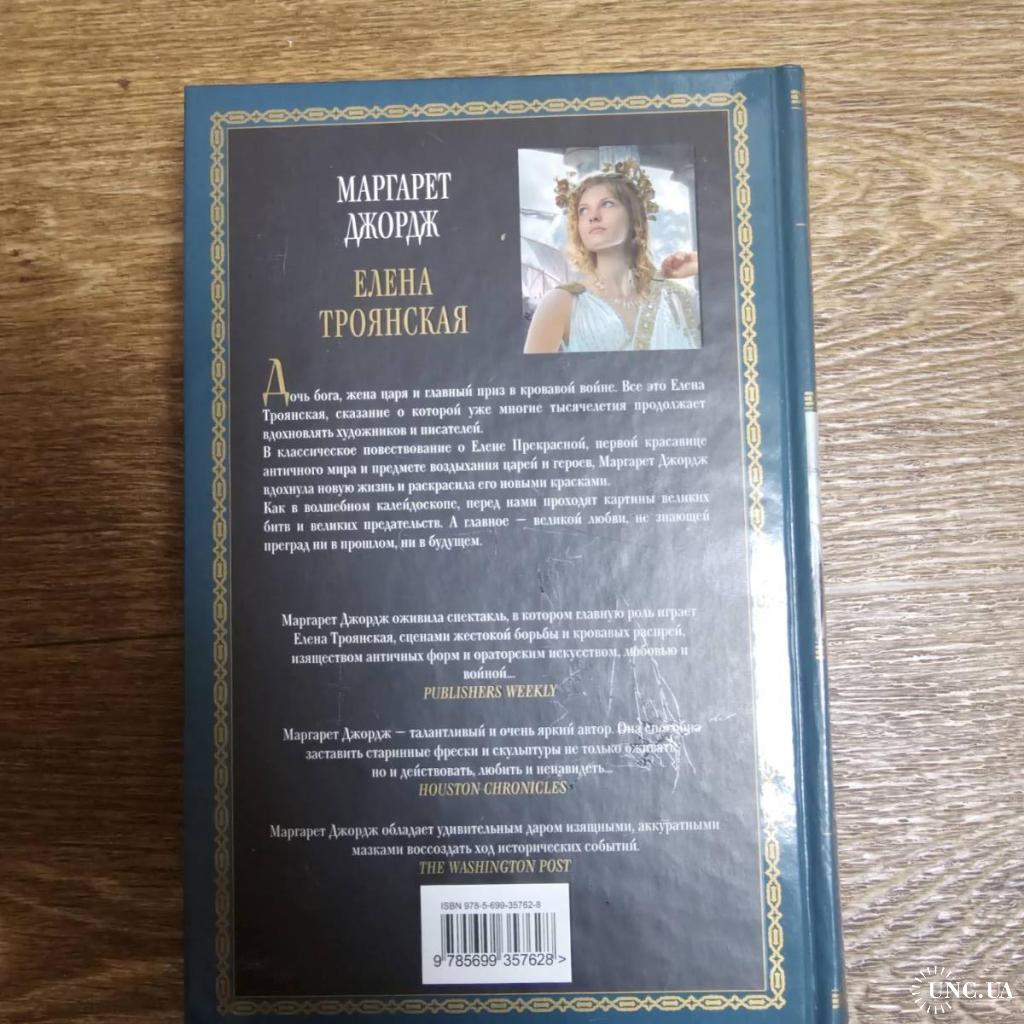 МАРГАРЕТ
ДЖОРДЖ
ЕЛЕНА
ТРОЯНСКАЯ
Дочь бога, жена царя и главный приз в кровавой войне. Все это Елена
Троянская, сказание о которой уже многие тысячелетия продолжает
вдохновлять художников и писателей.
В классическое повествование о Елене Прекрасной, первой красавице
античного мира и предмете воздыхания царей и героев, Маргарет Джордж
вдохнула новую жизнь и раскрасила его новыми красками.
Как в волшебном калейдоскопе, перед нами проходят картины великих
битв и великих предательств. А главное — великой любви, не знающей
преград ни в прошлом, ни в будущем.
Маргарет Джордж оживила спектакль, в котором главную роль играет
Елена Троянская, сценами жестокой борьбы и кровавых распрей,
изяществом античных форм и ораторским искусством, любовью и
войной...
PUBLISHERS WEEKLY
Маргарет Джордж — талантливый и очень яркий автор. Она способна
заставить старинные фрески и скульптуры не только оживать,
но и действовать, любить и ненавидеть...
HOUSTON CHRONICLES
Маргарет Джордж обладает удивительным даром изящными, аккуратными
мазками воссоздать ход исторических событий.
THE WASHINGTON POST
ISBN 978-5-699-35762-8
9 785699 357628 >
UNC.UA